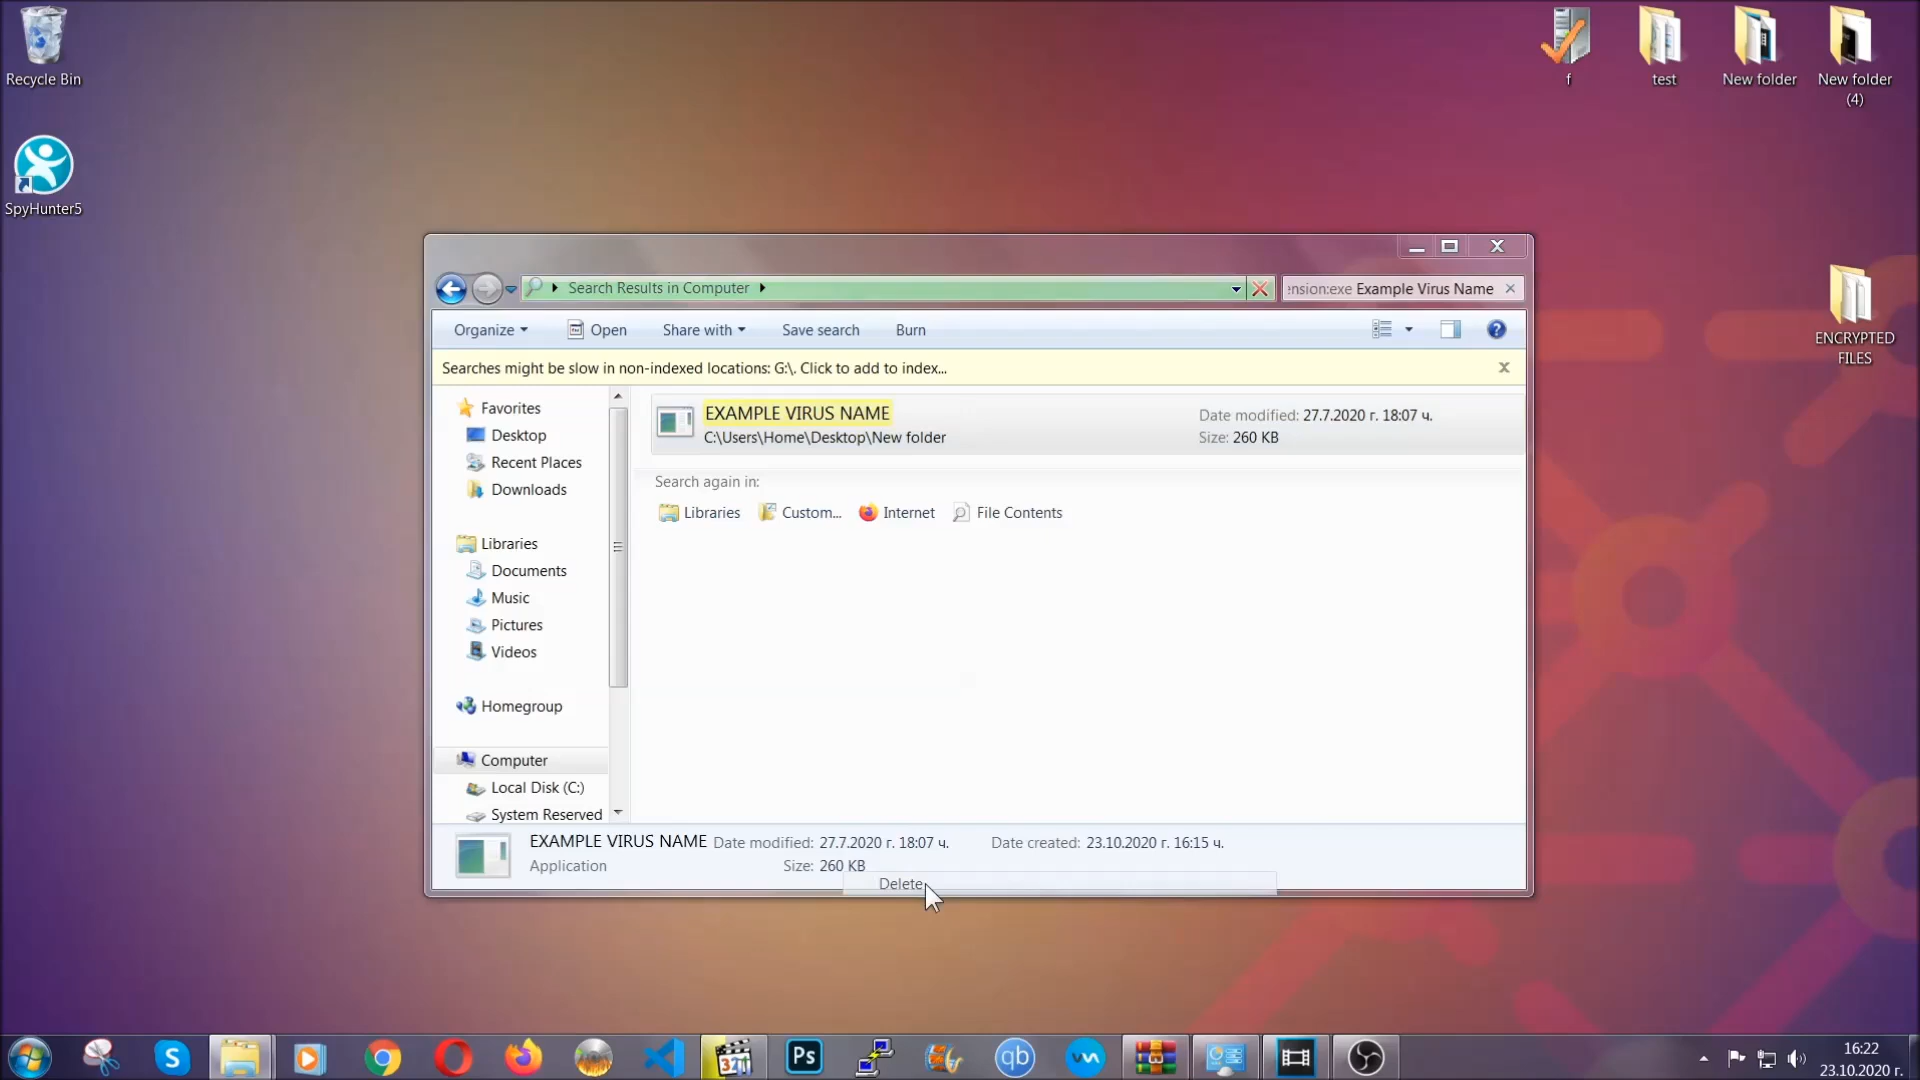 Recycle Bin
SpyHunter5
f
test
New folder
New folder
(4)
ENCRYPTED
FILES
Search Results in Computer
ension:exe Example Virus Name
Organize
Open
Share with
Save search
Burn
Searches might be slow in non-indexed locations: G:\. Click to add to index...
Favorites
Desktop
Recent Places
Downloads
Libraries
Documents
Music
Pictures
Videos
Homegroup
Computer
Local Disk (C:)
System Reserved
EXAMPLE VIRUS NAME
C:\Users\Home\Desktop\New folder
Date modified: 27.7.2020 г. 18:07 ч.
Size: 260 KB
Search again in:
Libraries
Custom...
Internet
File Contents
EXAMPLE VIRUS NAME Date modified: 27.7.2020 г. 18:07 ч. Date created: 23.10.2020 г. 16:15 ч.
Application Size: 260 KB
Delete
S
321
Ps
qb
16:22
23.10.2020 г.